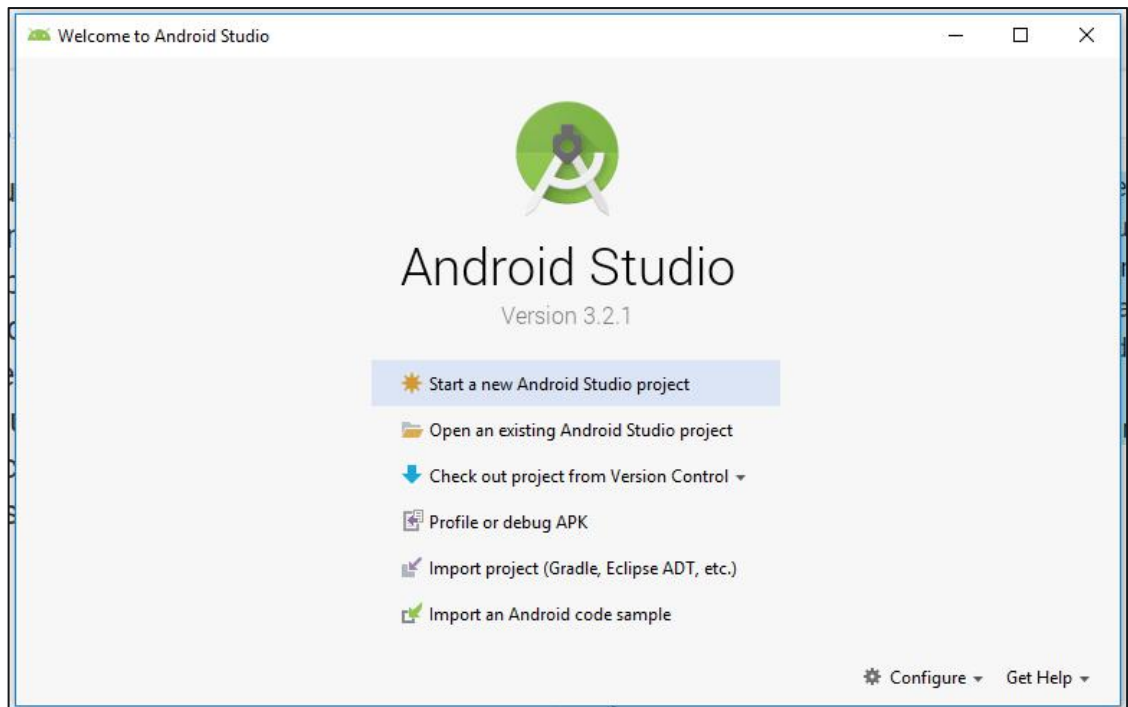 Welcome to Android Studio
Android Studio
Version 3.2.1
Start a new Android Studio project
Open an existing Android Studio project
Check out project from Version Control
Profile or debug APK
Import project (Gradle, Eclipse ADT, etc.)
Import an Android code sample
Configure Get Help